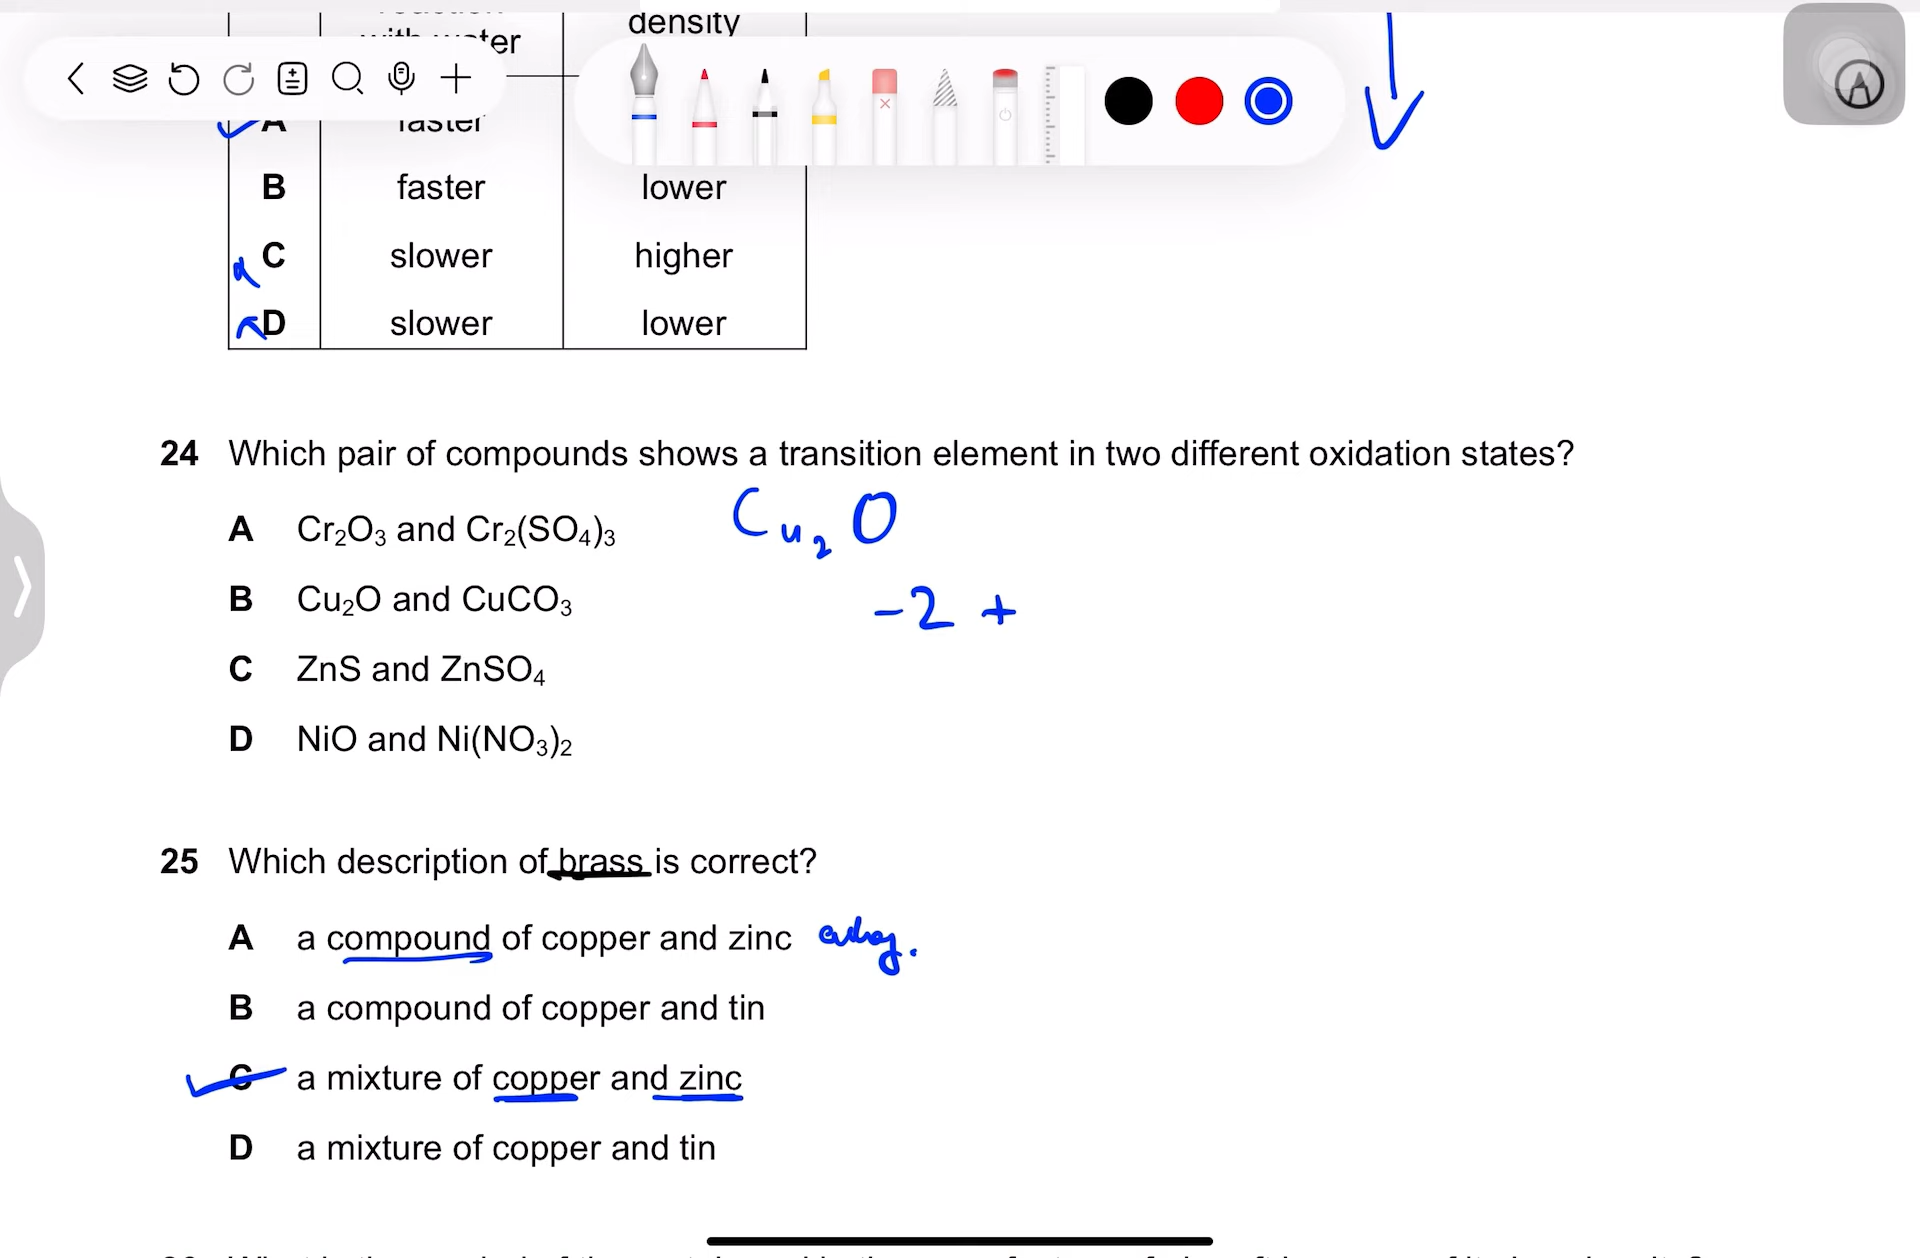 density
with water
A faster
B faster lower
C slower higher
D slower lower
24 Which pair of compounds shows a transition element in two different oxidation states?
A Cr₂O₃ and Cr₂(SO₄)₃
Cu₂O
B Cu₂O and CuCO₃
-2 +
C ZnS and ZnSO₄
D NiO and Ni(NO₃)₂
25 Which description of brass is correct?
A a compound of copper and zinc alloy.
B a compound of copper and tin
C a mixture of copper and zinc
D a mixture of copper and tin